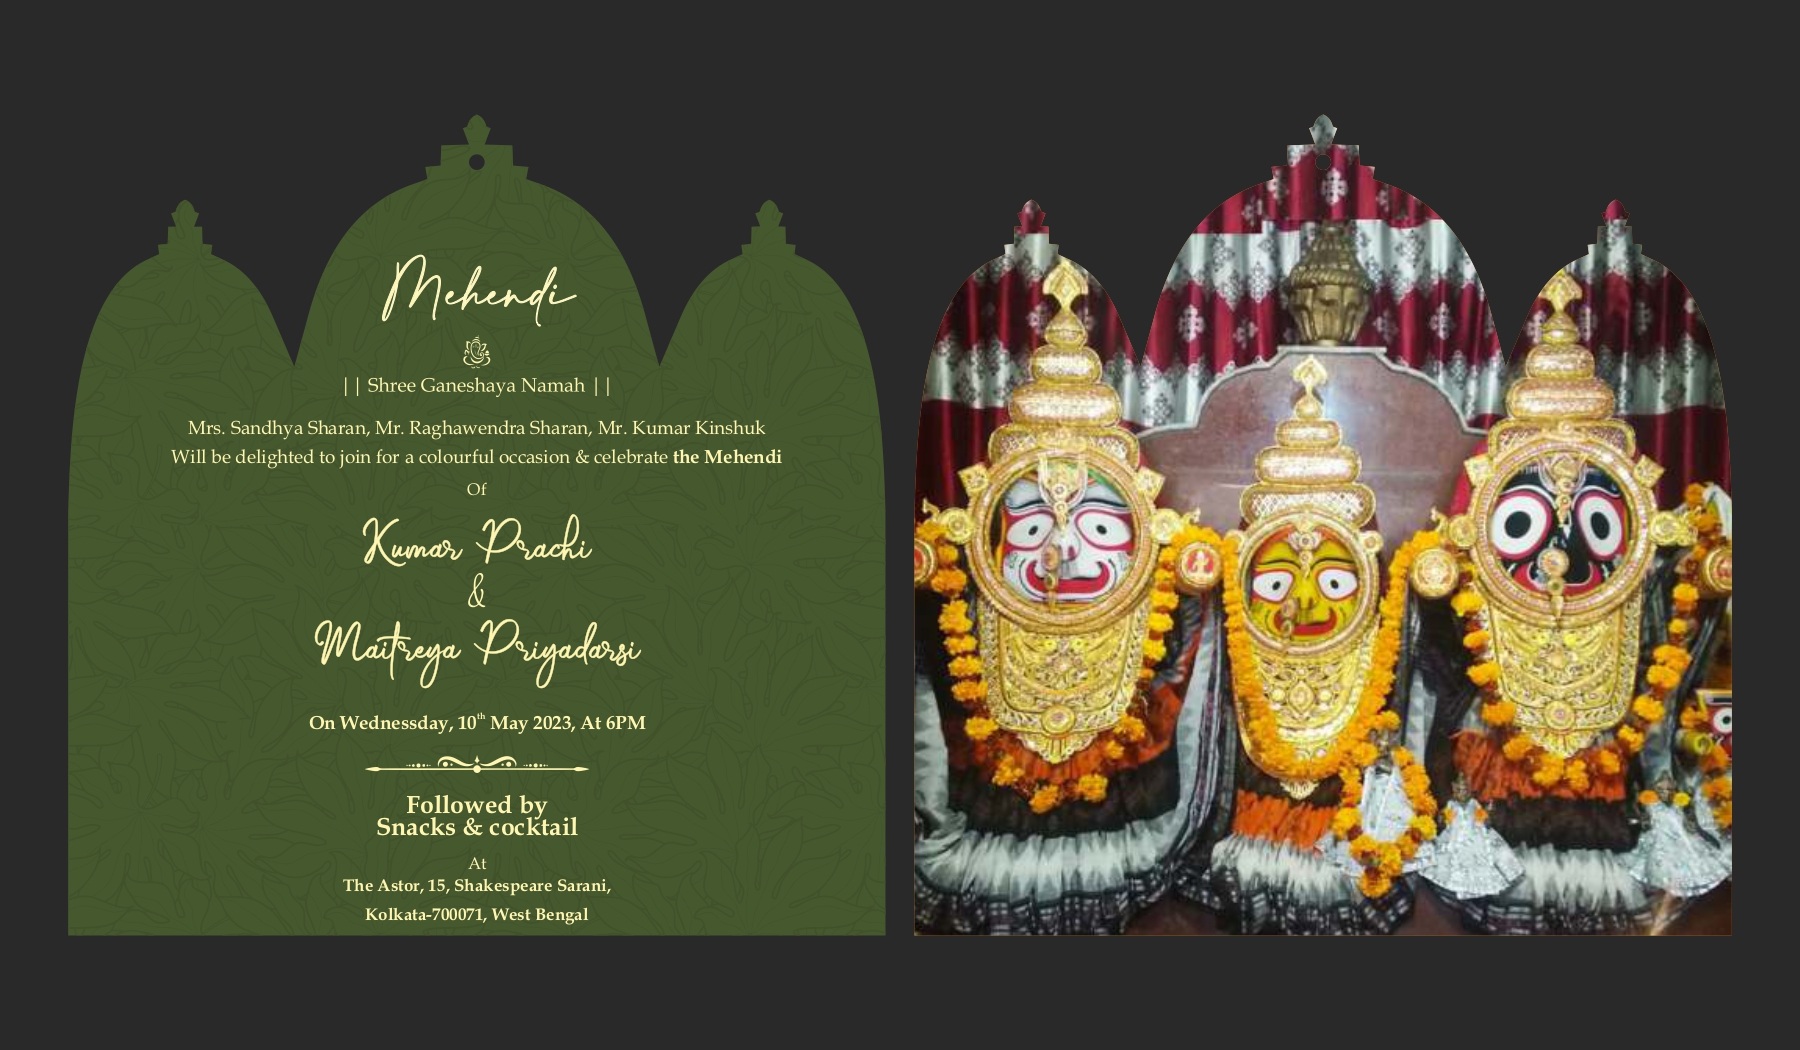 Mehendi
|| Shree Ganeshaya Namah ||
Mrs. Sandhya Sharan, Mr. Raghawendra Sharan, Mr. Kumar Kinshuk
Will be delighted to join for a colourful occasion & celebrate the Mehendi
Of
Kumar Prachi
&
Maitreya Priyadarsi
On Wednessday, 10th May 2023, At 6PM
Followed by
Snacks & cocktail
At
The Astor, 15, Shakespeare Sarani,
Kolkata-700071, West Bengal